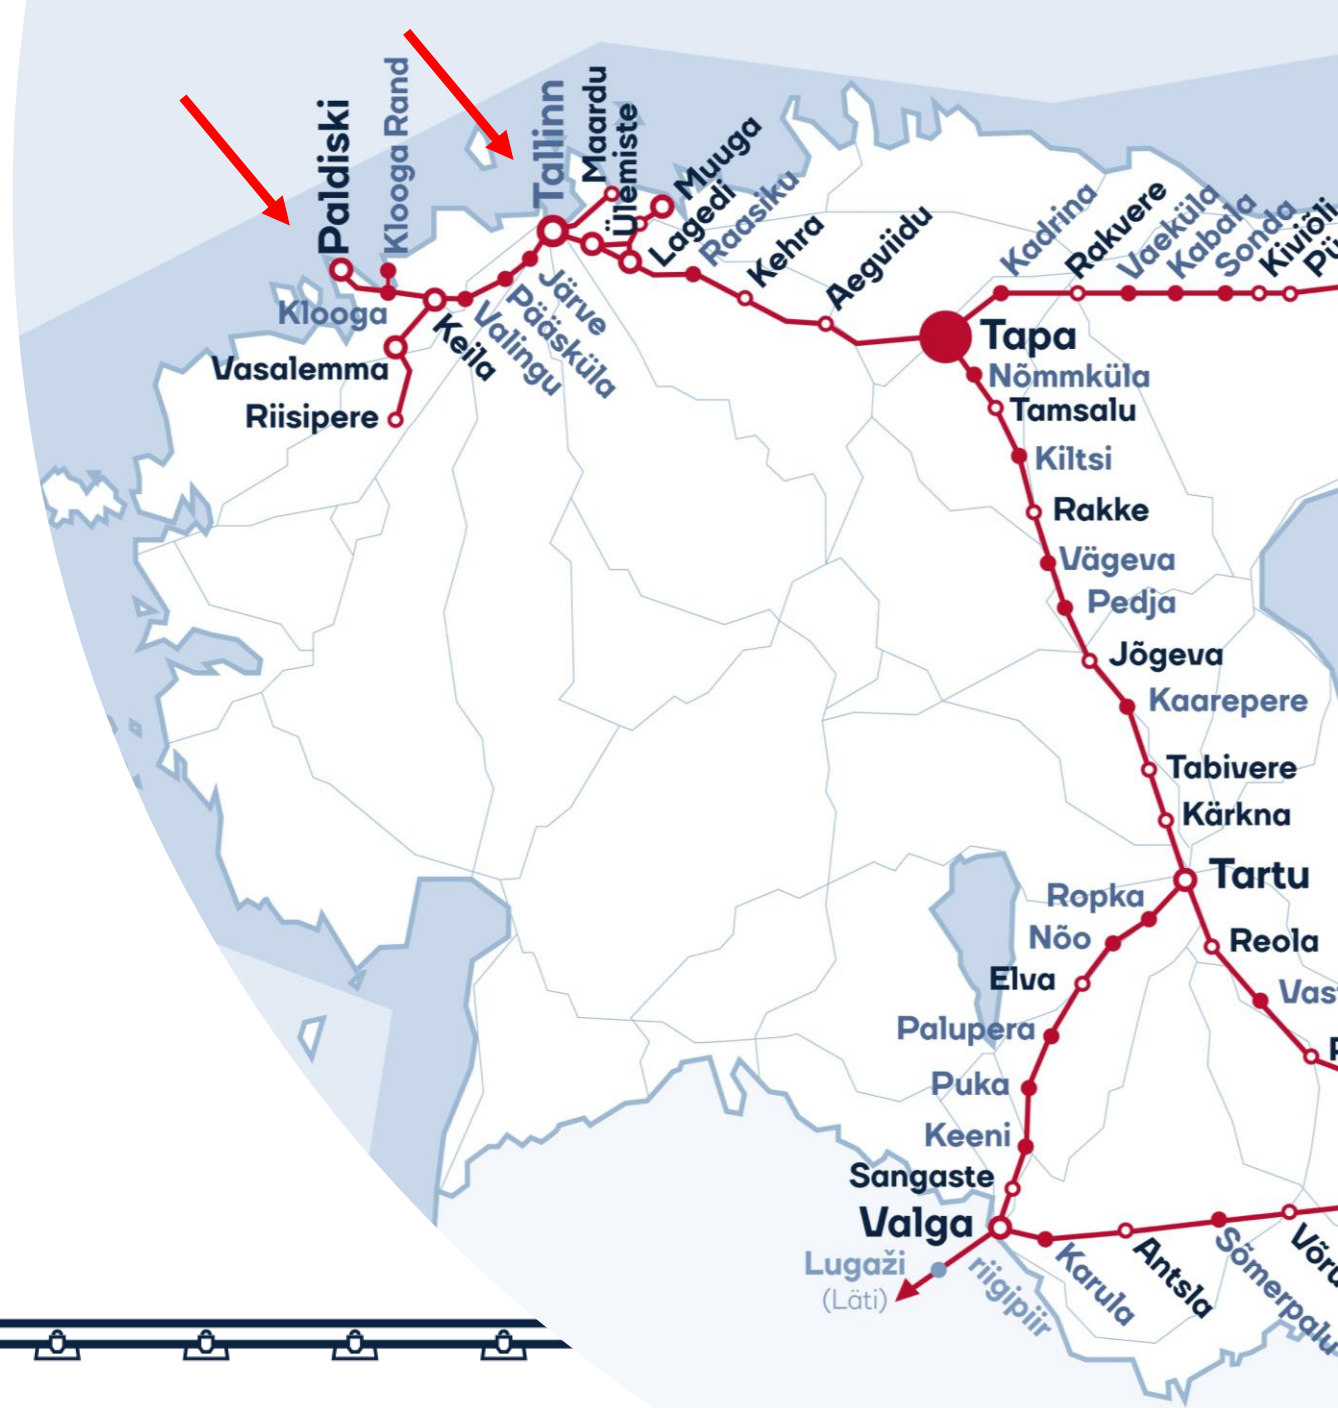 Paldiski
Klooga Rand
Tallinn
Maardu
Ülemiste
Muuga
Lagedi
Raasiku
Kehra
Aegviidu
Kadrina
Rakvere
Vaeküla
Kabala
Sonda
Kiviõli
Klooga
Keila
Valingu
Pääsküla
Järve
Vasalemma
Riisipere
Tapa
Nõmmküla
Tamsalu
Kiltsi
Rakke
Vägeva
Pedja
Jõgeva
Kaarepere
Tabivere
Kärkna
Tartu
Ropka
Nõo
Reola
Elva
Palupera
Puka
Keeni
Sangaste
Valga
Lugaži
(Läti)
riigipiir
Karula
Antsla
Sõmerpalu